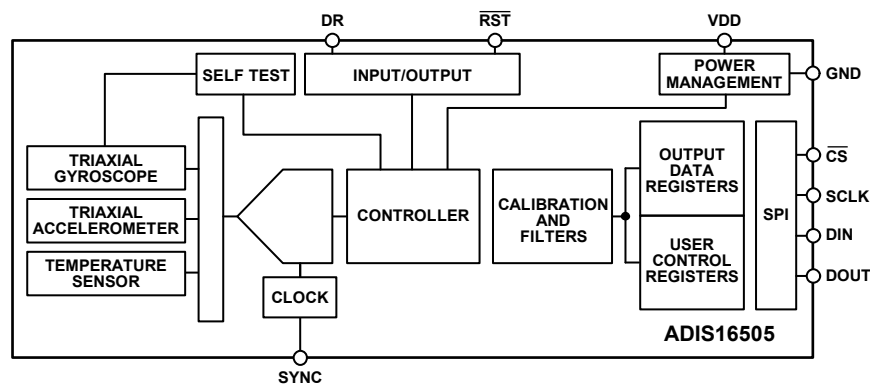 DR
RST
VDD
SELF TEST
INPUT/OUTPUT
POWER
MANAGEMENT
GND
TRIAXIAL
GYROSCOPE
TRIAXIAL
ACCELEROMETER
TEMPERATURE
SENSOR
CONTROLLER
CALIBRATION
AND
FILTERS
OUTPUT
DATA
REGISTERS
USER
CONTROL
REGISTERS
SPI
CS
SCLK
DIN
DOUT
CLOCK
ADIS16505
SYNC